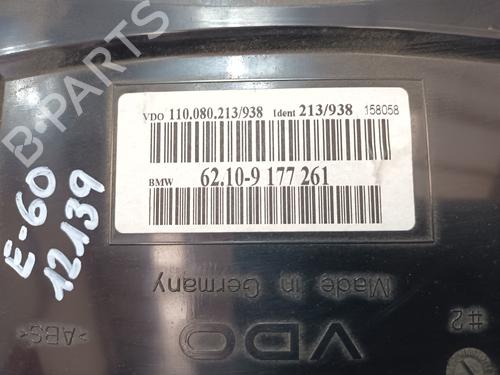 VDO 110.080.213/938 Ident 213/938 158058
BMW 62.10-9 177 261
E-60
12139
Made in Germany
VDO
>ABS<
#2
B-PARTS